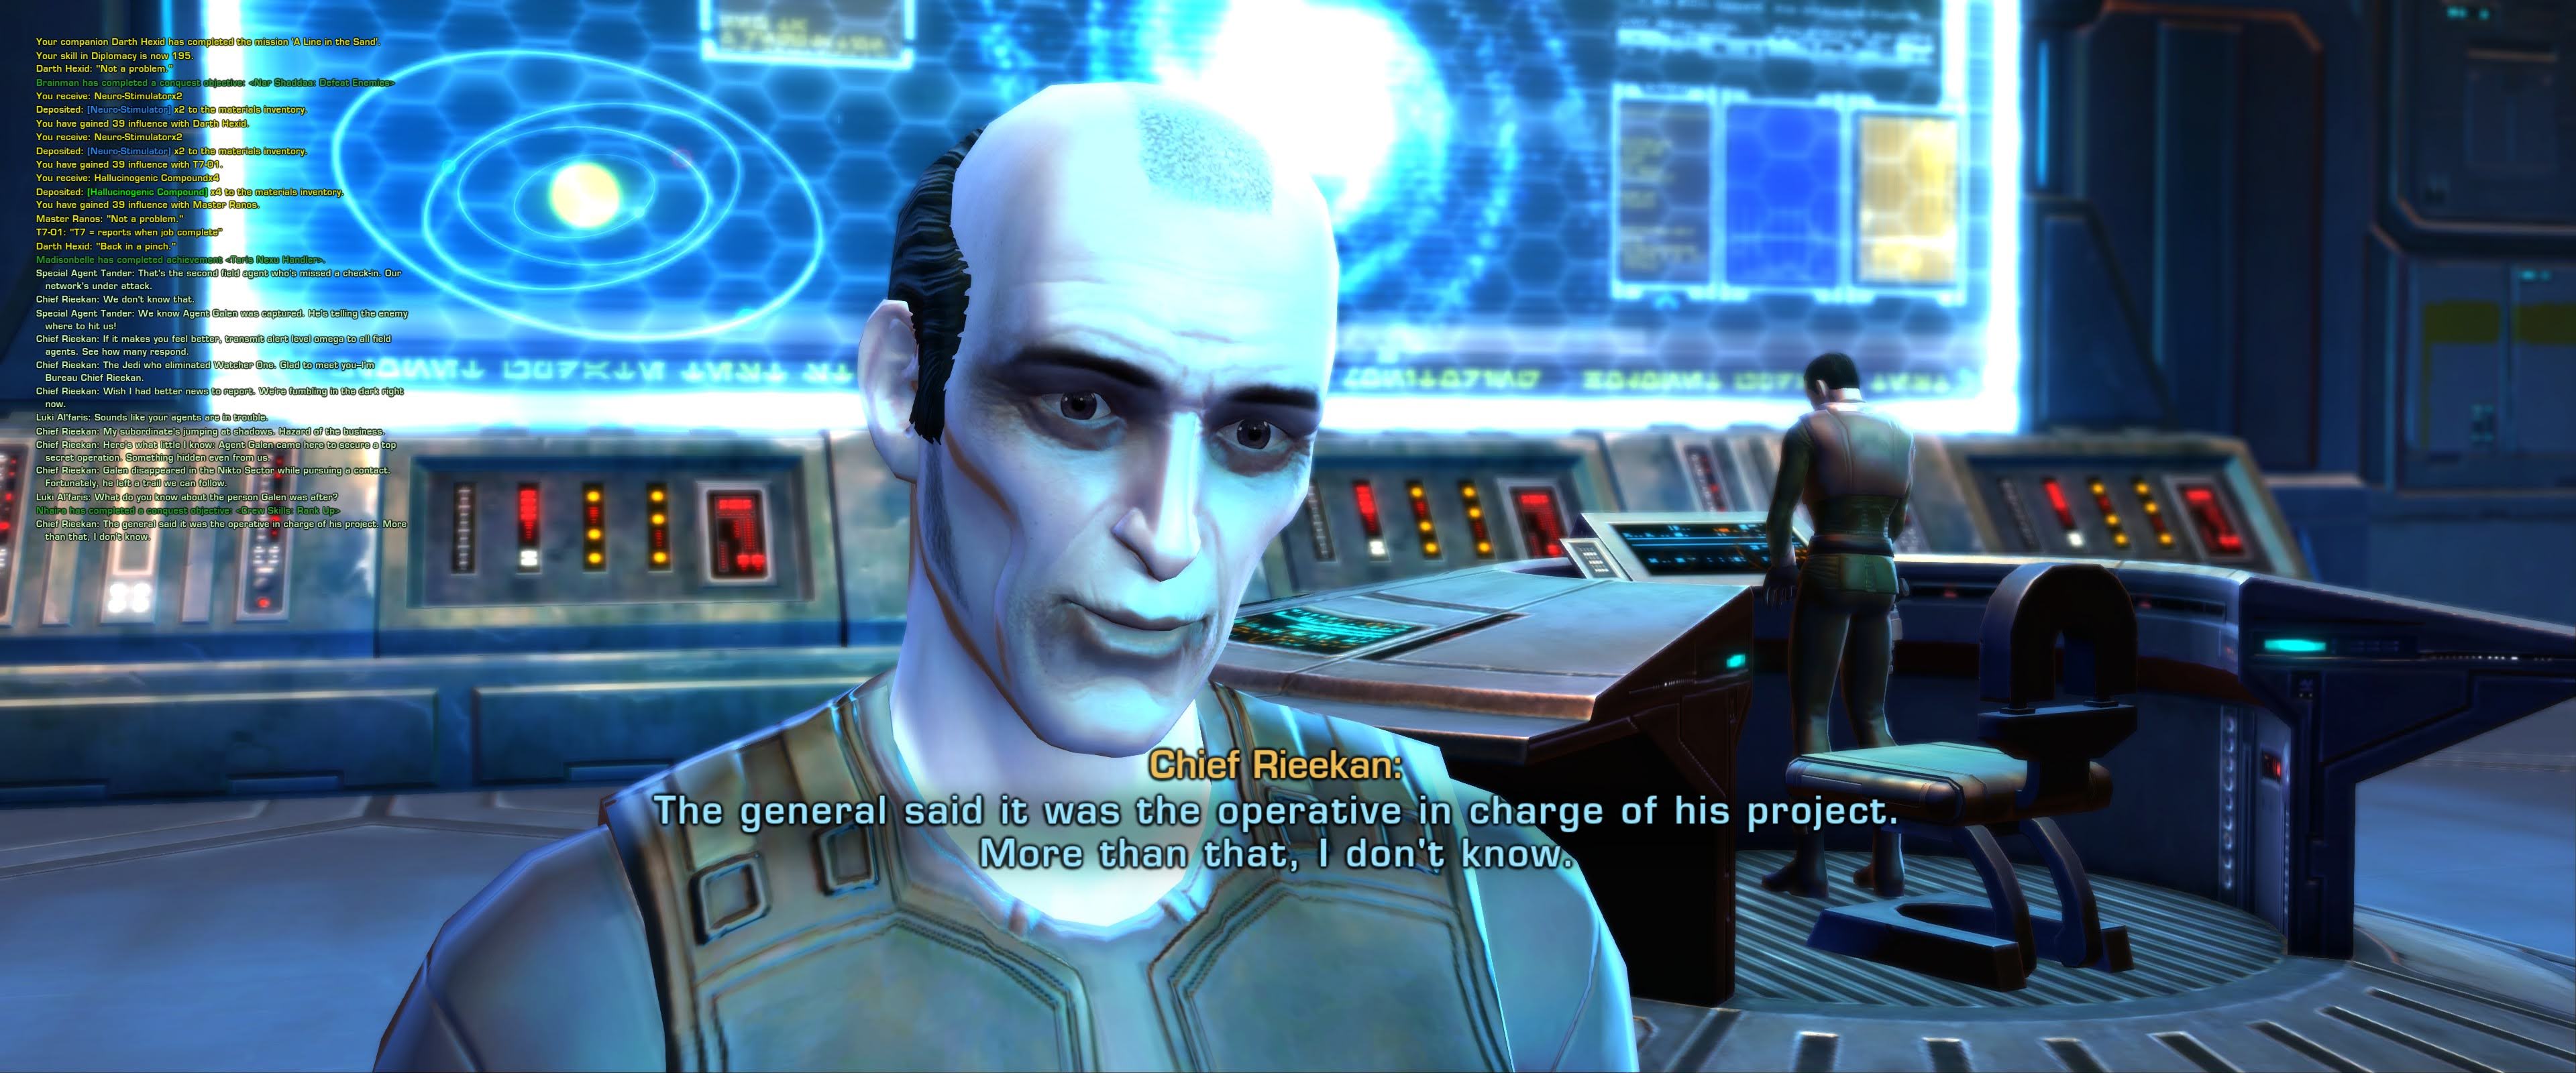 Your companion Darth Hexid has completed the mission 'A Line in the Sand'.
Your skill in Diplomacy is now 195.
Darth Hexid: "Not a problem."
Brainman has completed a conquest objective: <Nar Shaddaa: Defeat Enemies>
You receive: Neuro-Stimulatorx2
Deposited: [Neuro-Stimulator] x2 to the materials inventory.
You have gained 39 influence with Darth Hexid.
You receive: Neuro-Stimulatorx2
Deposited: [Neuro-Stimulator] x2 to the materials inventory.
You have gained 39 influence with T7-01.
You receive: Hallucinogenic Compoundx4
Deposited: [Hallucinogenic Compound] x4 to the materials inventory.
You have gained 39 influence with Master Ranos.
Master Ranos: "Not a problem."
T7-01: "T7 = reports when job complete"
Darth Hexid: "Back in a pinch."
Madisonbelle has completed achievement <Taris Nexu Handler>.
Special Agent Tander: That's the second field agent who's missed a check-in. Our
network's under attack.
Chief Rieekan: We don't know that.
Special Agent Tander: We know Agent Galen was captured. He's telling the enemy
where to hit us!
Chief Rieekan: If it makes you feel better, transmit alert level omega to all field
agents. See how many respond.
Chief Rieekan: The Jedi who eliminated Watcher One. Glad to meet you–I'm
Bureau Chief Rieekan.
Chief Rieekan: Wish I had better news to report. We're fumbling in the dark right
now.
Luki Al'faris: Sounds like your agents are in trouble.
Chief Rieekan: My subordinate's jumping at shadows. Hazard of the business.
Chief Rieekan: Here's what little I know. Agent Galen came here to secure a top
secret operation. Something hidden even from us.
Chief Rieekan: Galen disappeared in the Nikto Sector while pursuing a contact.
Fortunately, he left a trail we can follow.
Luki Al'faris: What do you know about the person Galen was after?
Nhaira has completed a conquest objective: <Crew Skills: Rank Up>
Chief Rieekan: The general said it was the operative in charge of his project. More
than that, I don't know.
Chief Rieekan:
The general said it was the operative in charge of his project.
More than that, I don't know.